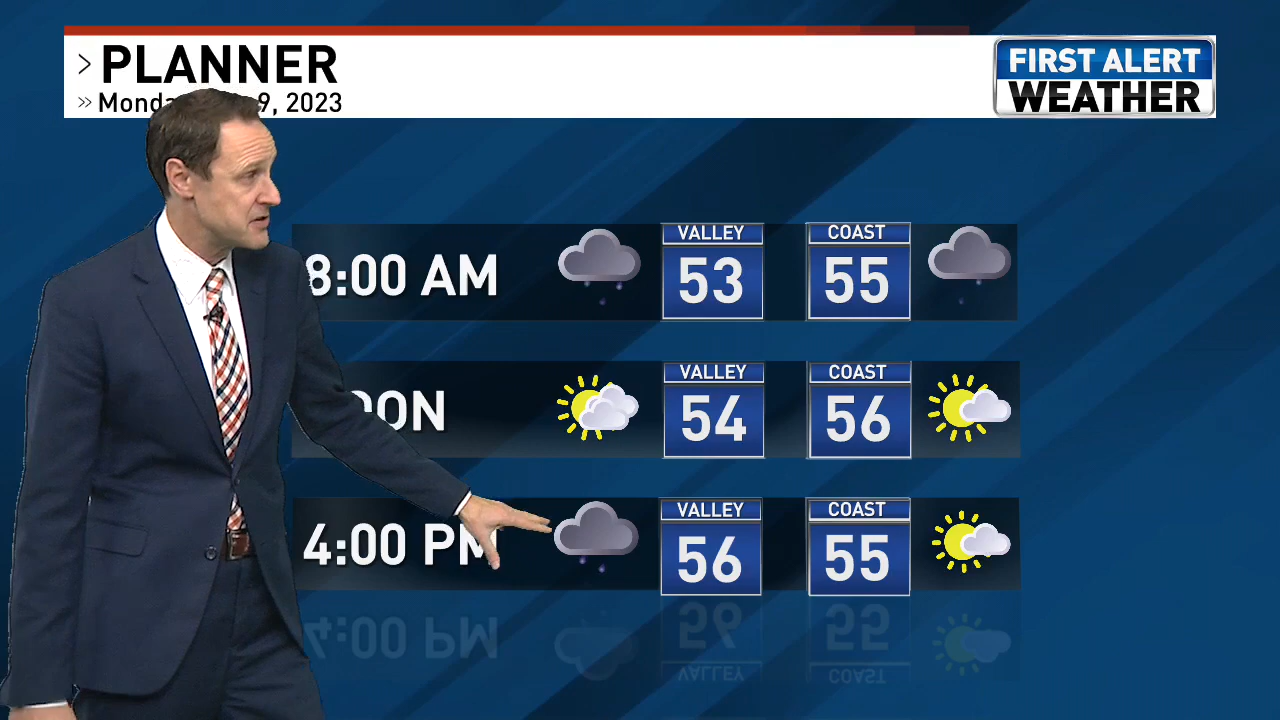 > PLANNER
» Monda 9, 2023
FIRST ALERT
WEATHER
8:00 AM
VALLEY
53
COAST
55
OON
VALLEY
54
COAST
56
4:00 PM
VALLEY
56
COAST
55